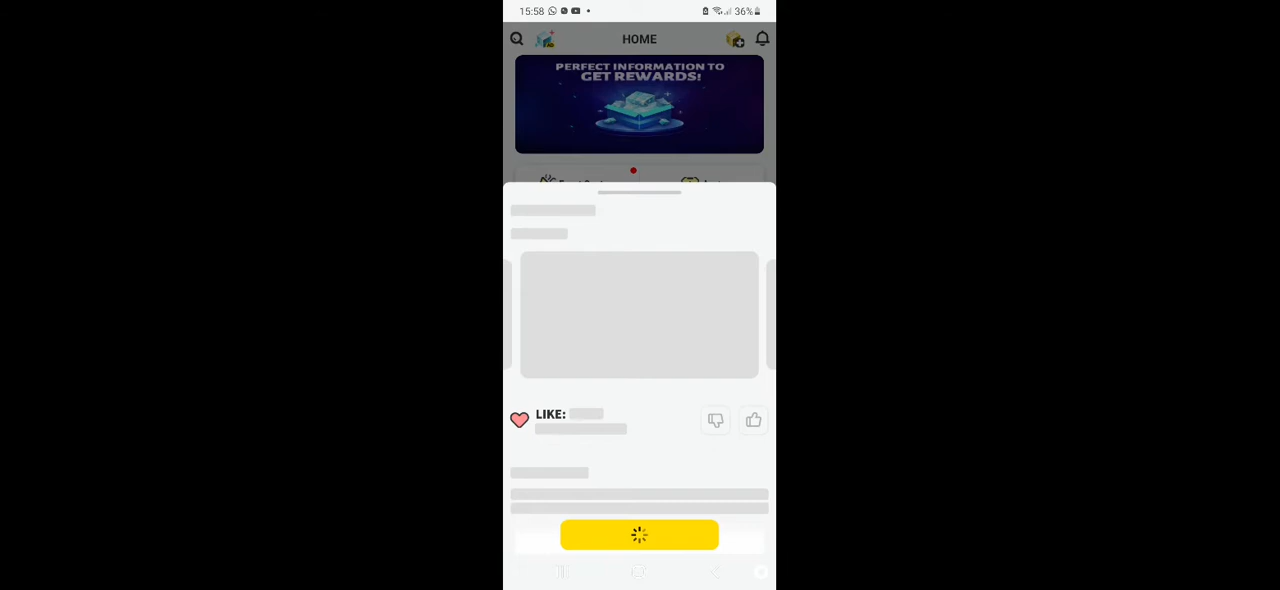 15:58
36%
HOME
PERFECT INFORMATION TO
GET REWARDS!
LIKE: